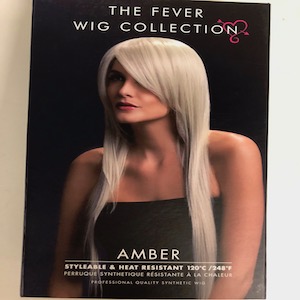 THE FEVER
WIG COLLECTION
AMBER
STYLEABLE & HEAT RESISTANT 120°C/248°F
PERRUQUE SYNTHETIQUE RÉSISTANTE À LA CHALEUR
PROFESSIONAL QUALITY SYNTHETIC WIG